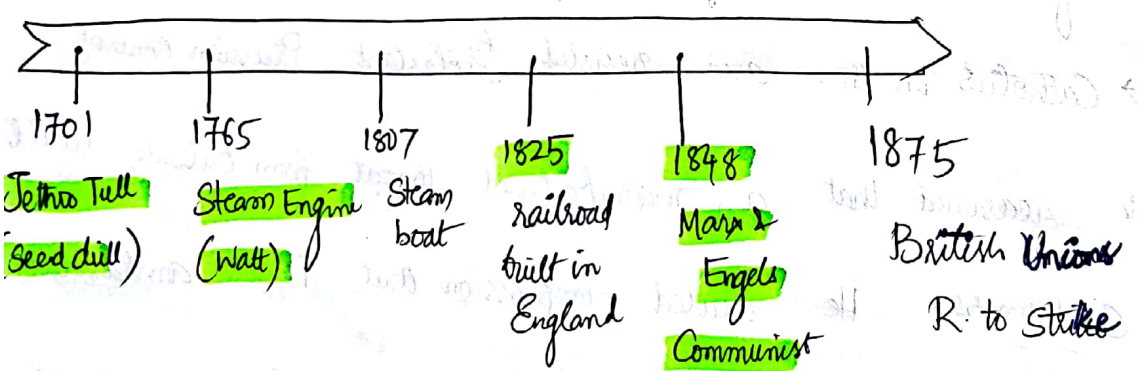 1701
Jethro Tull
(Seed drill)
1765
Steam Engine
(Watt)
1807
Steam
boat
1825
railroad
built in
England
1848
Marx &
Engels
Communist
1875
British Unions
R. to Strike